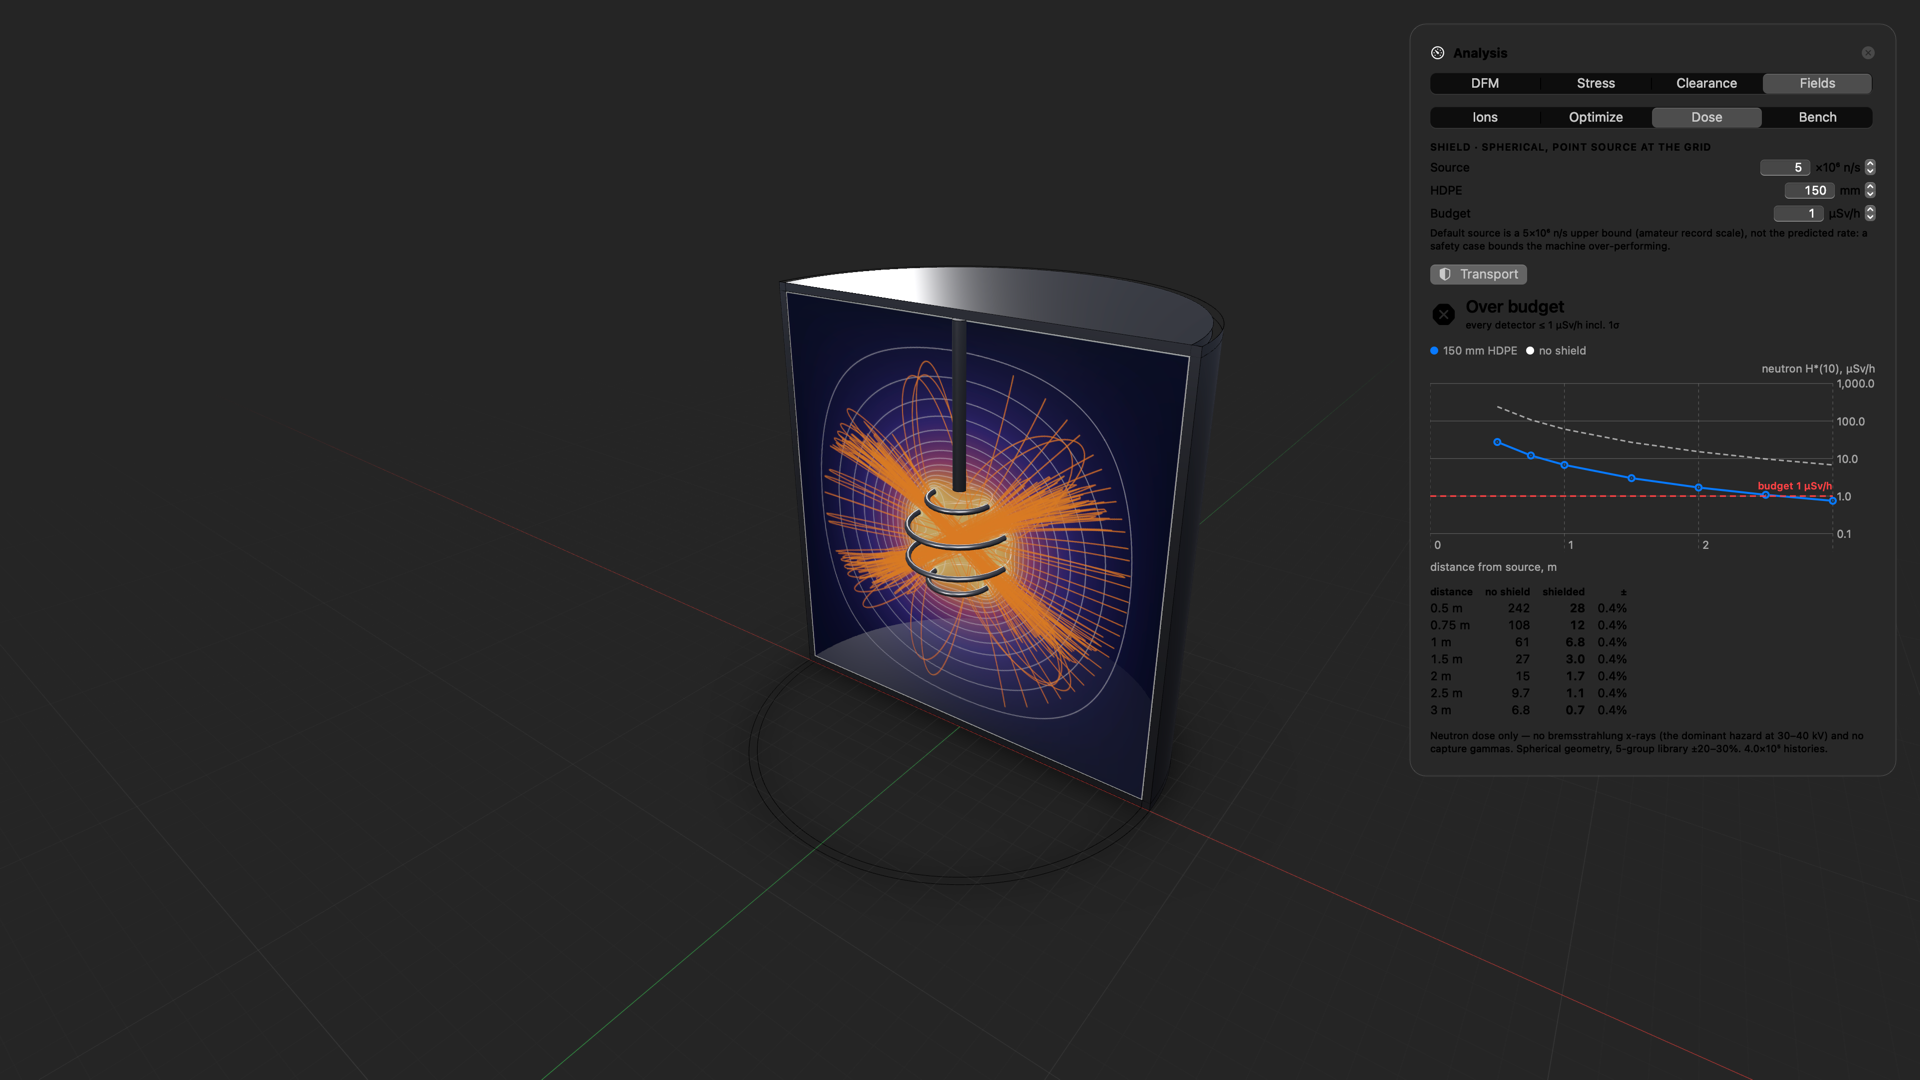 Analysis
DFM Stress Clearance Fields
Ions Optimize Dose Bench
SHIELD · SPHERICAL, POINT SOURCE AT THE GRID
Source 5 ×10⁶ n/s
HDPE 150 mm
Budget 1 µSv/h
Default source is a 5×10⁶ n/s upper bound (amateur record scale), not the predicted rate: a
safety case bounds the machine over-performing.
Transport
Over budget
every detector ≤ 1 µSv/h incl. 1σ
150 mm HDPE no shield
neutron H*(10), µSv/h
1,000.0
100.0
10.0
budget 1 µSv/h
1.0
0.1
0 1 2
distance from source, m
distance no shield shielded ±
0.5 m 242 28 0.4%
0.75 m 108 12 0.4%
1 m 61 6.8 0.4%
1.5 m 27 3.0 0.4%
2 m 15 1.7 0.4%
2.5 m 9.7 1.1 0.4%
3 m 6.8 0.7 0.4%
Neutron dose only — no bremsstrahlung x-rays (the dominant hazard at 30–40 kV) and no
capture gammas. Spherical geometry, 5-group library ±20–30%. histories.